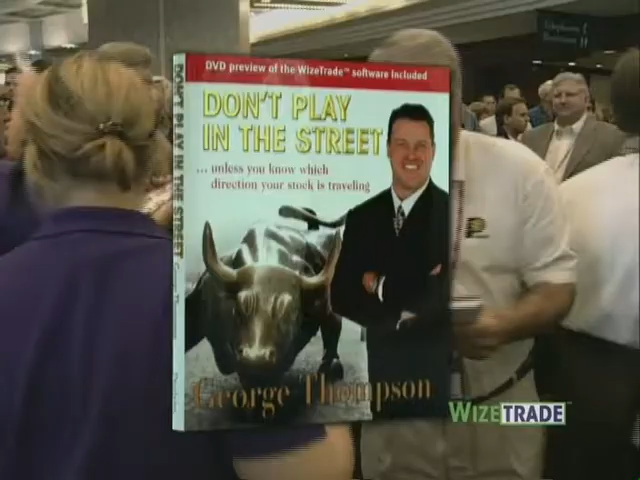 DVD preview of the WizeTrade™ software included
DON'T PLAY
IN THE STREET
... unless you know which
direction your stock is traveling
George Thompson
DON'T PLAY IN THE STREET
WIZETRADE™